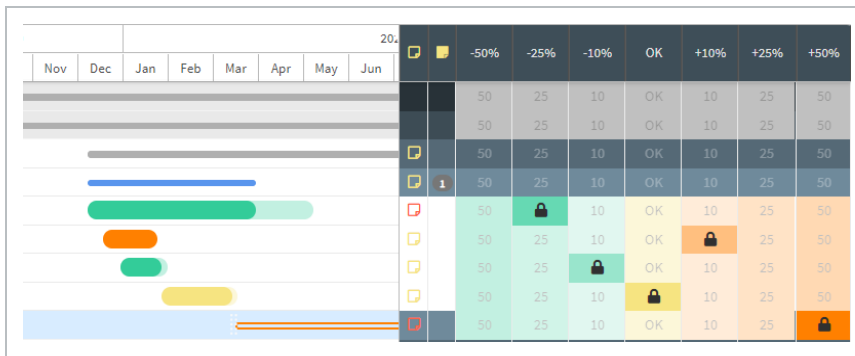 202
-50% -25% -10% OK +10% +25% +50%
Nov Dec Jan Feb Mar Apr May Jun
50 25 10 OK 10 25 50
50 25 10 OK 10 25 50
50 25 10 OK 10 25 50
1 50 25 10 OK 10 25 50
50 10 OK 10 25 50
50 25 10 OK 25 50
50 25 OK 10 25 50
50 25 10 10 25 50
50 25 10 OK 10 25